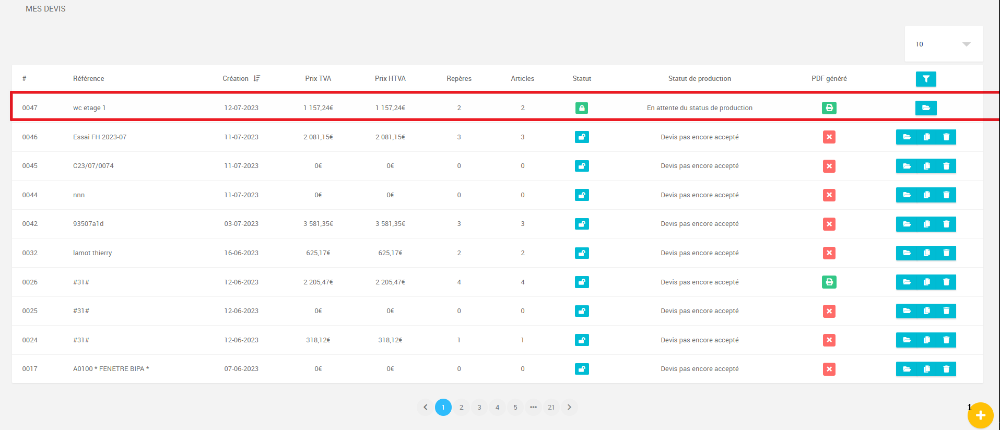 MES DEVIS
10
# Référence Création Prix TVA Prix HTVA Repères Articles Statut Statut de production PDF généré
0047 wc etage 1 12-07-2023 1 157,24€ 1 157,24€ 2 2 En attente du status de production
0046 Essai FH 2023-07 11-07-2023 2 081,15€ 2 081,15€ 3 3 Devis pas encore accepté
0045 C23/07/0074 11-07-2023 0€ 0€ 0 0 Devis pas encore accepté
0044 nnn 11-07-2023 0€ 0€ 0 0 Devis pas encore accepté
0042 93507a1d 03-07-2023 3 581,35€ 3 581,35€ 3 3 Devis pas encore accepté
0032 lamot thierry 16-06-2023 625,17€ 625,17€ 2 2 Devis pas encore accepté
0026 #31# 12-06-2023 2 205,47€ 2 205,47€ 4 4 Devis pas encore accepté
0025 #31# 12-06-2023 0€ 0€ 0 0 Devis pas encore accepté
0024 #31# 12-06-2023 318,12€ 318,12€ 1 1 Devis pas encore accepté
0017 A0100 * FENETRE BIPA * 07-06-2023 0€ 0€ 0 0 Devis pas encore accepté
1 2 3 4 5 ••• 21
1